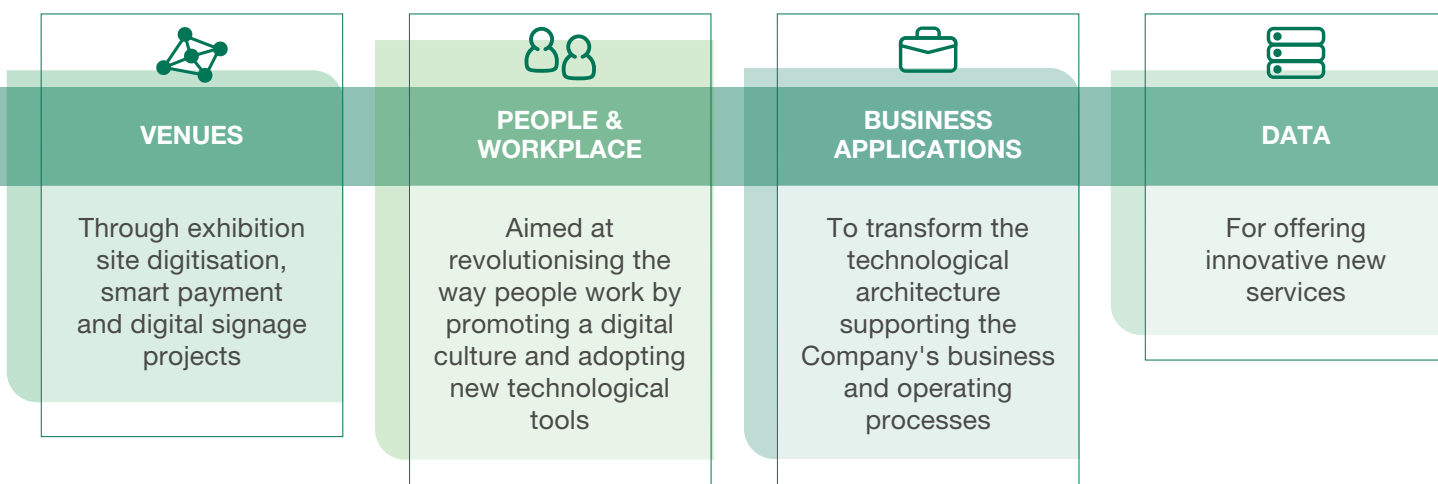 VENUES
Through exhibition
site digitisation,
smart payment
and digital signage
projects
PEOPLE &
WORKPLACE
Aimed at
revolutionising the
way people work by
promoting a digital
culture and adopting
new technological
tools
BUSINESS
APPLICATIONS
To transform the
technological
architecture
supporting the
Company's business
and operating
processes
DATA
For offering
innovative new
services